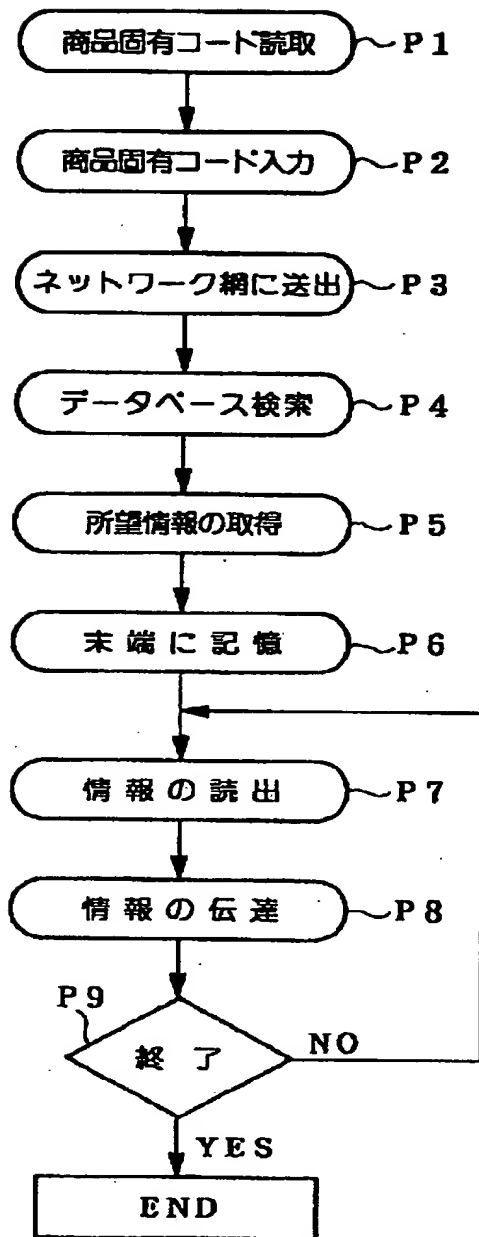 商品固有コード読取 P1
商品固有コード入力 P2
ネットワーク網に送出 P3
データベース検索 P4
所望情報の取得 P5
末端に記憶 P6
情報の読出 P7
情報の伝達 P8
P9
終了 NO
YES
END